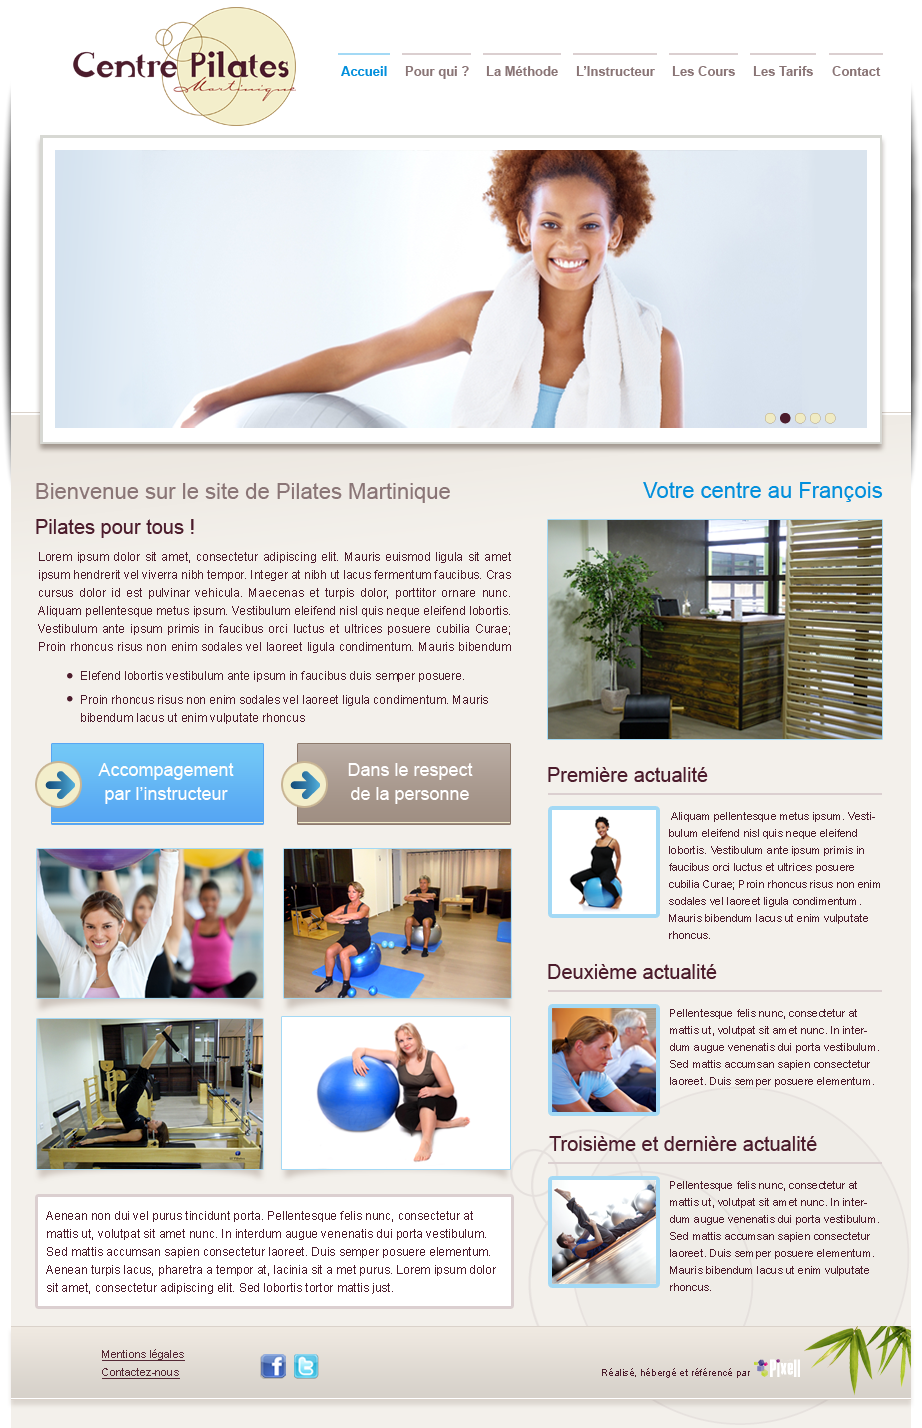 Centre Pilates
Martinique
Accueil Pour qui ? La Méthode L'Instructeur Les Cours Les Tarifs Contact
Bienvenue sur le site de Pilates Martinique
Pilates pour tous !
Lorem ipsum dolor sit amet, consectetur adipiscing elit. Mauris euismod ligula sit amet
ipsum hendrerit vel viverra nibh tempor. Integer at nibh ut lacus fermentum faucibus. Cras
cursus dolor id est pulvinar vehicula. Maecenas et turpis dolor, porttitor ornare nunc.
Aliquam pellentesque metus ipsum. Vestibulum eleifend nisl quis neque eleifend lobortis.
Vestibulum ante ipsum primis in faucibus orci luctus et ultrices posuere cubilia Curae;
Proin rhoncus risus non enim sodales vel laoreet ligula condimentum. Mauris bibendum
• Elefend lobortis vestibulum ante ipsum in faucibus duis semper posuere.
• Proin rhoncus risus non enim sodales vel laoreet ligula condimentum. Mauris
bibendum lacus ut enim vulputate rhoncus
Accompagement
par l'instructeur
Dans le respect
de la personne
Aenean non dui vel purus tincidunt porta. Pellentesque felis nunc, consectetur at
mattis ut, volutpat sit amet nunc. In interdum augue venenatis dui porta vestibulum.
Sed mattis accumsan sapien consectetur laoreet. Duis semper posuere elementum.
Aenean turpis lacus, pharetra a tempor at, lacinia sit a met purus. Lorem ipsum dolor
sit amet, consectetur adipiscing elit. Sed lobortis tortor mattis just.
Votre centre au François
Première actualité
Aliquam pellentesque metus ipsum. Vesti-
bulum eleifend nisl quis neque eleifend
lobortis. Vestibulum ante ipsum primis in
faucibus orci luctus et ultrices posuere
cubilia Curae; Proin rhoncus risus non enim
sodales vel laoreet ligula condimentum.
Mauris bibendum lacus ut enim vulputate
rhoncus.
Deuxième actualité
Pellentesque felis nunc, consectetur at
mattis ut, volutpat sit amet nunc. In inter-
dum augue venenatis dui porta vestibulum.
Sed mattis accumsan sapien consectetur
laoreet. Duis semper posuere elementum.
Troisième et dernière actualité
Pellentesque felis nunc, consectetur at
mattis ut, volutpat sit amet nunc. In inter-
dum augue venenatis dui porta vestibulum.
Sed mattis accumsan sapien consectetur
laoreet. Duis semper posuere elementum.
Mauris bibendum lacus ut enim vulputate
rhoncus.
Mentions légales
Contactez-nous
Réalisé, hébergé et référencé par Pixell